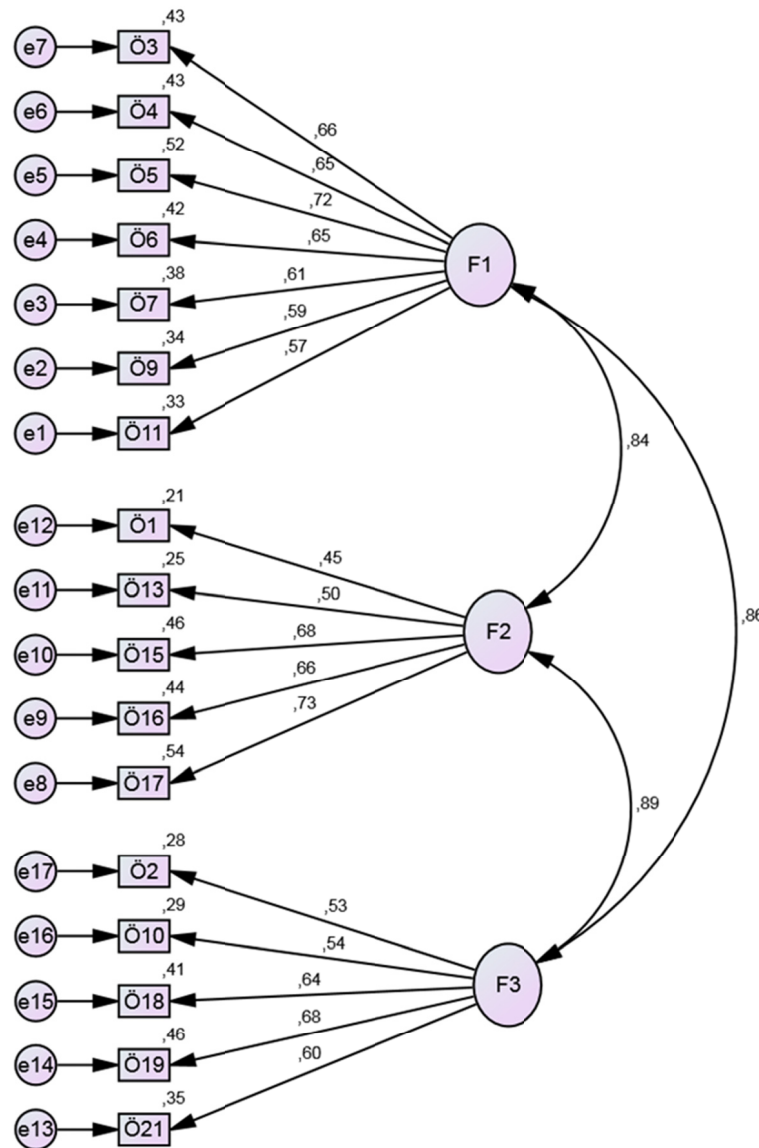 ,43
e7 Ö3
,66
,43
e6 Ö4
,65
,52
e5 Ö5
,72
,42
e4 Ö6
,65
F1
,38
e3 Ö7
,61
,34
e2 Ö9
,59
,33
e1 Ö11
,57
,84
,21
e12 Ö1
,45
,25
e11 Ö13
,50
,46
e10 Ö15
,68
F2
,86
,44
e9 Ö16
,66
,54
e8 Ö17
,73
,89
,28
e17 Ö2
,53
,29
e16 Ö10
,54
,41
e15 Ö18
,64
F3
,46
e14 Ö19
,68
,35
e13 Ö21
,60